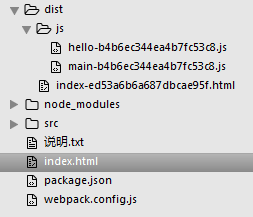 dist
js
hello-b4b6ec344ea4b7fc53c8.js
main-b4b6ec344ea4b7fc53c8.js
index-ed53a6b6a687dbcae95f.html
node_modules
src
说明.txt
index.html
package.json
webpack.config.js